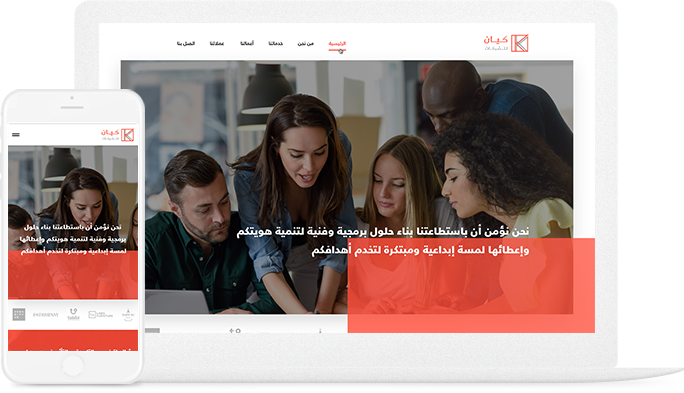 كيان
للشركات
الرئيسية
من نحن
خدماتنا
أعمالنا
عملائنا
اتصل بنا
نحن نؤمن أن باستطاعتنا بناء حلول برمجية وفنية لتنمية هويتكم
وإعطائها لمسة إبداعية ومبتكرة لتخدم أهدافكم
كيان
للشركات
نحن نؤمن أن باستطاعتنا بناء حلول
برمجية وفنية لتنمية هويتكم وإعطائها
لمسة إبداعية ومبتكرة لتخدم أهدافكم